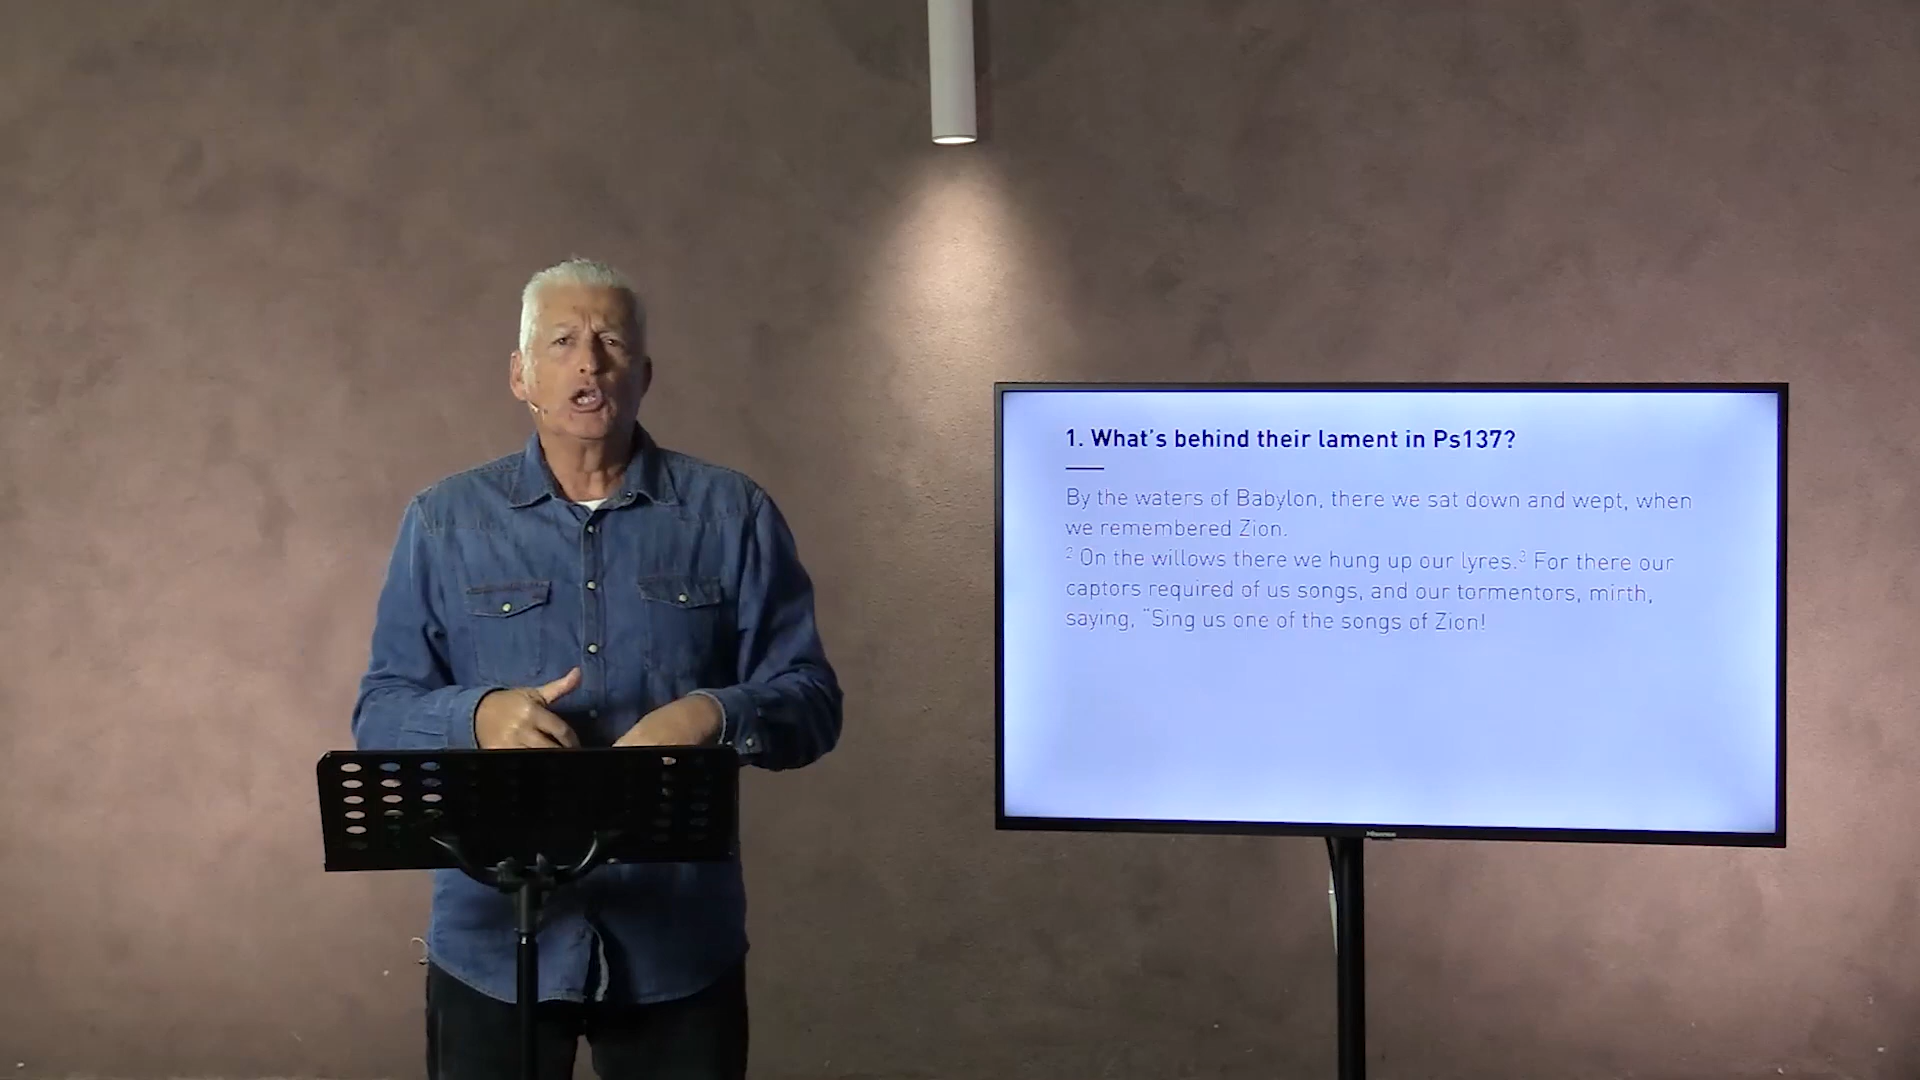 1. What's behind their lament in Ps137?
By the waters of Babylon, there we sat down and wept, when
we remembered Zion.
² On the willows there we hung up our lyres.³ For there our
captors required of us songs, and our tormentors, mirth,
saying, "Sing us one of the songs of Zion!
Hisense